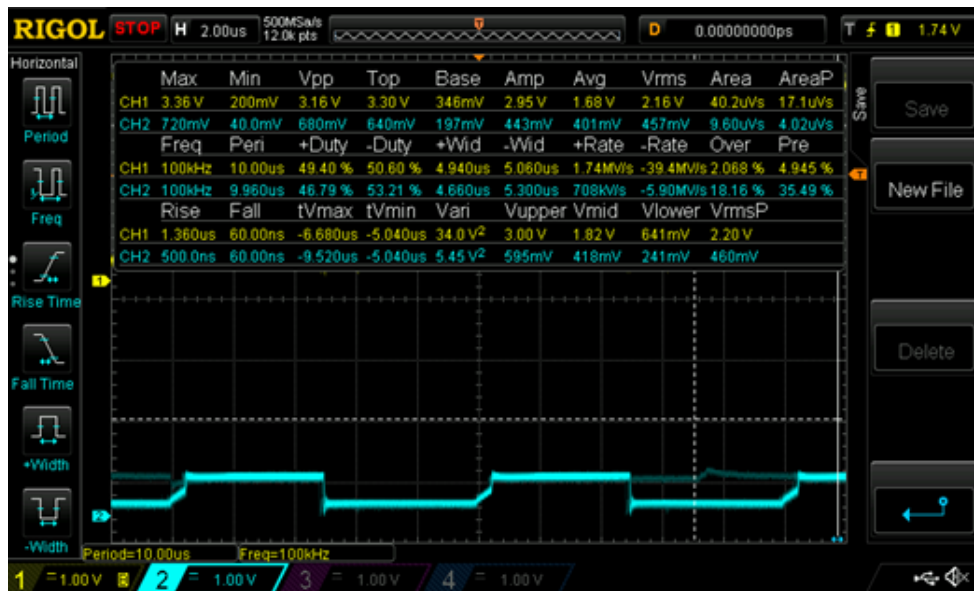 RIGOL STOP H 2.00us 500MSa/s 12.0k pts T D 0.00000000ps T 1 1.74 V
Horizontal
Period
Freq
Rise Time
Fall Time
+Width
-Width
Max Min Vpp Top Base Amp Avg Vrms Area AreaP
CH1 3.36 V 200mV 3.16 V 3.30 V 346mV 2.95 V 1.68 V 2.16 V 40.2uVs 17.1uVs
CH2 720mV 40.0mV 680mV 640mV 197mV 443mV 401mV 457mV 9.60uVs 4.02uVs
Freq Peri +Duty -Duty +Wid -Wid +Rate -Rate Over Pre
CH1 100kHz 10.00us 49.40 % 50.60 % 4.940us 5.060us 1.74MV/s -39.4MV/s 2.068 % 4.945 %
CH2 100kHz 9.960us 46.79 % 53.21 % 4.660us 5.300us 708kV/s -5.90MV/s 18.16 % 35.49 %
Rise Fall tVmax tVmin Vari Vupper Vmid Vlower VrmsP
CH1 1.360us 60.00ns -6.680us -5.040us 34.0 V² 3.00 V 1.82 V 641mV 2.20 V
CH2 500.0ns 60.00ns -9.520us -5.040us 5.45 V² 595mV 418mV 241mV 460mV
T
1
2
Period=10.00us Freq=100kHz
Save
Save
New File
Delete
1 1.00 V B 2 1.00 V 3 1.00 V 4 1.00 V